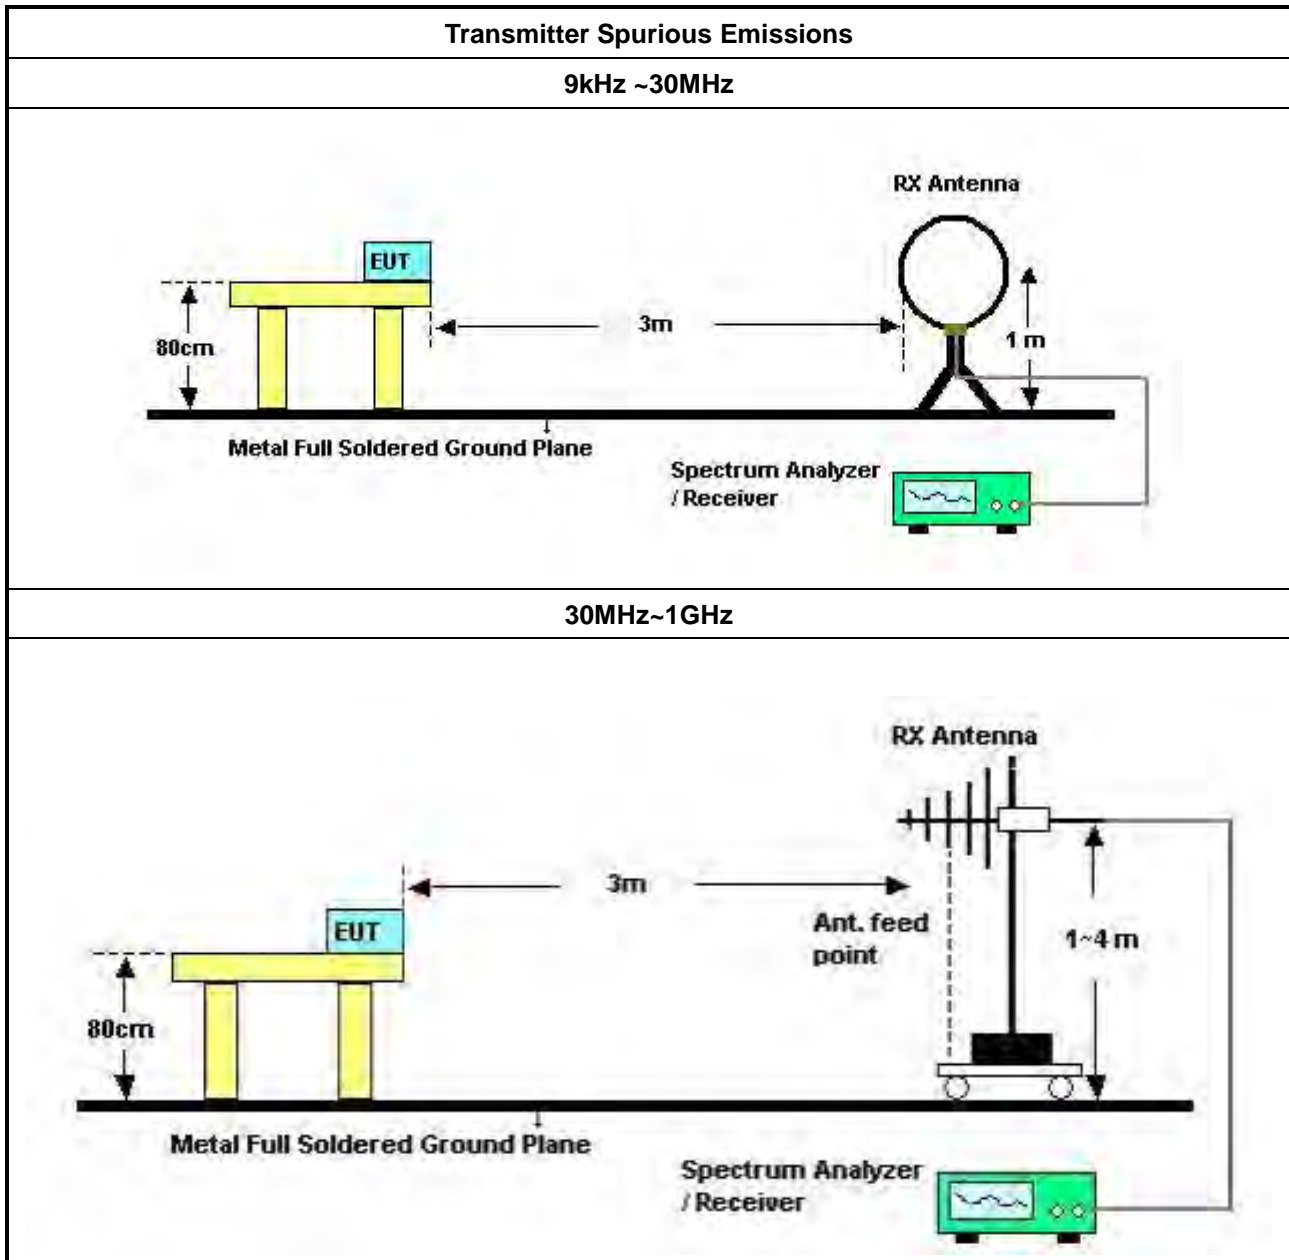 Transmitter Spurious Emissions
9kHz ~30MHz
RX Antenna
EUT
3m
80cm
1 m
Metal Full Soldered Ground Plane
Spectrum Analyzer
/ Receiver
30MHz~1GHz
RX Antenna
3m
EUT
Ant. feed
point
1~4 m
80cm
Metal Full Soldered Ground Plane
Spectrum Analyzer
/ Receiver